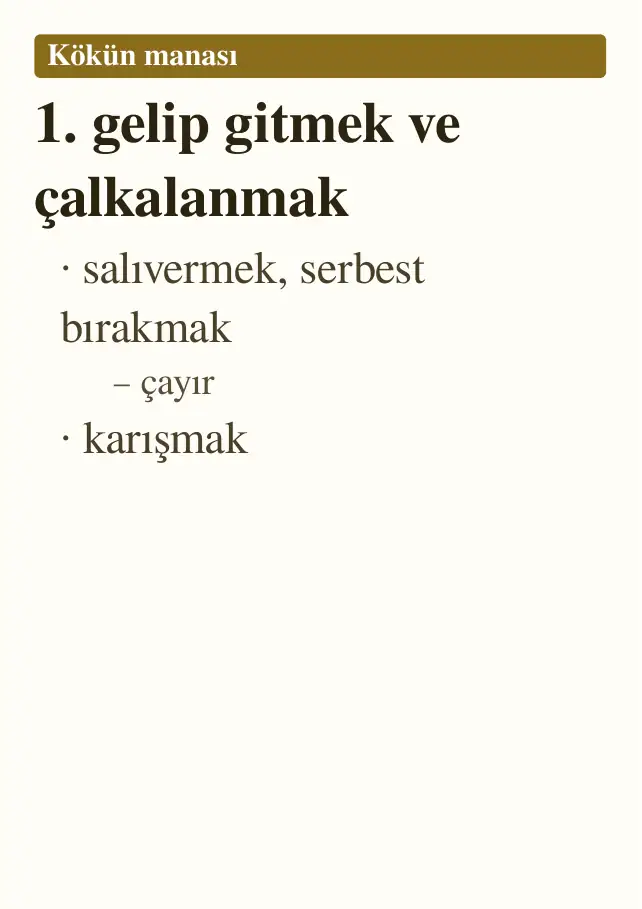 Kökün manası
1. gelip gitmek ve
çalkalanmak
· salıvermek, serbest
bırakmak
– çayır
· karışmak